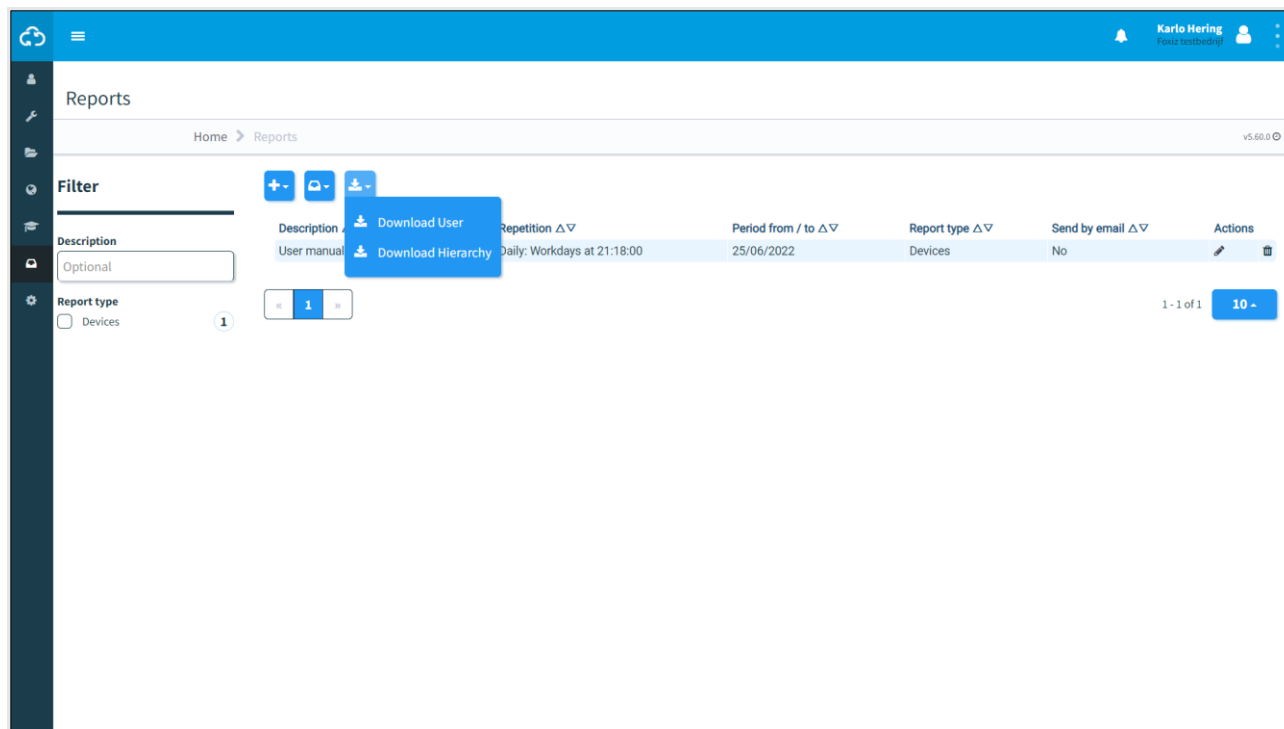 Karlo Hering
Foxiz testbedrijf
Reports
Home Reports
v5.60.0
Filter
Description
Optional
Report type
Devices 1
Download User
Download Hierarchy
Description Repetition △▽ Period from / to △▽ Report type △▽ Send by email △▽ Actions
User manual Daily: Workdays at 21:18:00 25/06/2022 Devices No
« 1 »
1 - 1 of 1 10